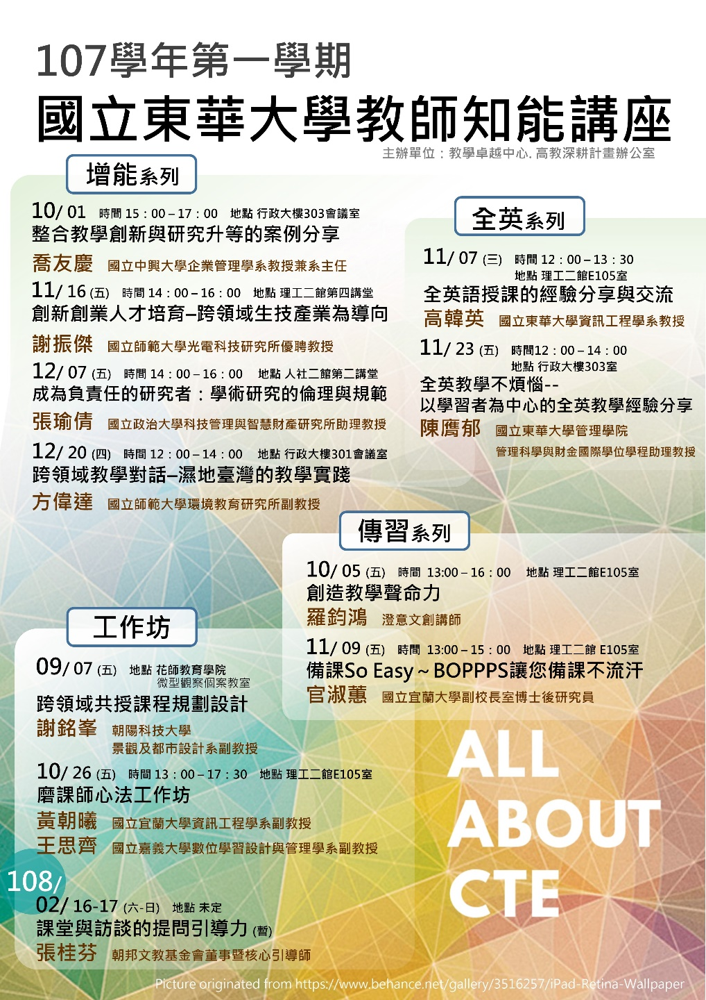 107學年第一學期
國立東華大學教師知能講座
主辦單位：教學卓越中心. 高教深耕計畫辦公室
增能系列
10/ 01 時間 15：00 – 17：00 地點 行政大樓303會議室
整合教學創新與研究升等的案例分享
喬友慶 國立中興大學企業管理學系教授兼系主任
11/ 16 (五) 時間 14：00 – 16：00 地點 理工二館第四講堂
創新創業人才培育–跨領域生技產業為導向
謝振傑 國立師範大學光電科技研究所優聘教授
12/ 07 (五) 時間 14：00 – 16：00 地點 人社二館第二講堂
成為負責任的研究者：學術研究的倫理與規範
張瑜倩 國立政治大學科技管理與智慧財產研究所助理教授
12/ 20 (四) 時間 12：00 – 14：00 地點 行政大樓301會議室
跨領域教學對話–濕地臺灣的教學實踐
方偉達 國立師範大學環境教育研究所副教授
全英系列
11/ 07 (三) 時間 12：00 – 13：30
地點 理工二館E105室
全英語授課的經驗分享與交流
高韓英 國立東華大學資訊工程學系教授
11/ 23 (五) 時間12：00 – 14：00
地點 行政大樓303室
全英教學不煩惱--
以學習者為中心的全英教學經驗分享
陳膺郁 國立東華大學管理學院
管理科學與財金國際學位學程助理教授
傳習系列
10/ 05 (五) 時間 13:00 – 16：00 地點 理工二館E105室
創造教學聲命力
羅鈞鴻 澄意文創講師
11/ 09 (五) 時間 13:00 – 15：00 地點 理工二館 E105室
備課So Easy～BOPPPS讓您備課不流汗
官淑蕙 國立宜蘭大學副校長室博士後研究員
工作坊
09/ 07 (五) 地點 花師教育學院
微型觀察個案教室
跨領域共授課程規劃設計
謝銘峯 朝陽科技大學
景觀及都市設計系副教授
10/ 26 (五) 時間 13：00 – 17：30 地點 理工二館E105室
磨課師心法工作坊
黃朝曦 國立宜蘭大學資訊工程學系副教授
王思齊 國立嘉義大學數位學習設計與管理學系副教授
108/
02/ 16-17 (六-日) 地點 未定
課堂與訪談的提問引導力 (暫)
張桂芬 朝邦文教基金會董事暨核心引導師
ALL
ABOUT
CTE
Picture originated from https://www.behance.net/gallery/3516257/iPad-Retina-Wallpaper